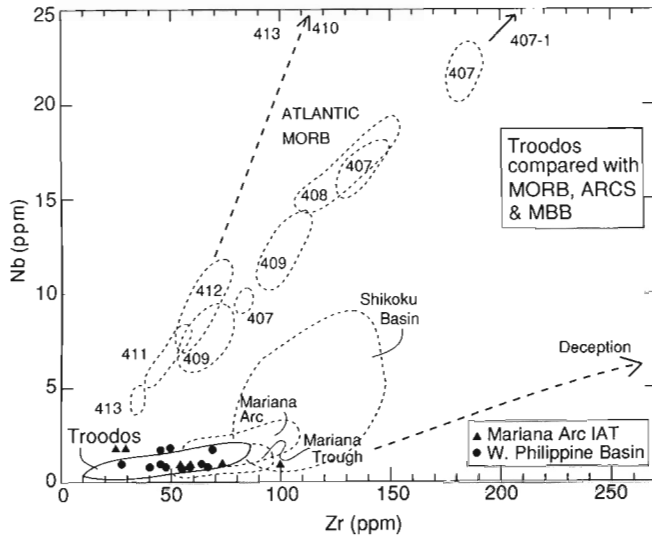 25
20
15
10
5
0
Nb (ppm)
413
410
407-1
407
ATLANTIC
MORB
Troodos
compared with
MORB, ARCS
& MBB
407
408
409
412
407
Shikoku
Basin
411
409
413
Deception
Mariana
Arc
Troodos
Mariana
Trough
▲ Mariana Arc IAT
● W. Philippine Basin
0 50 100 150 200 250
Zr (ppm)